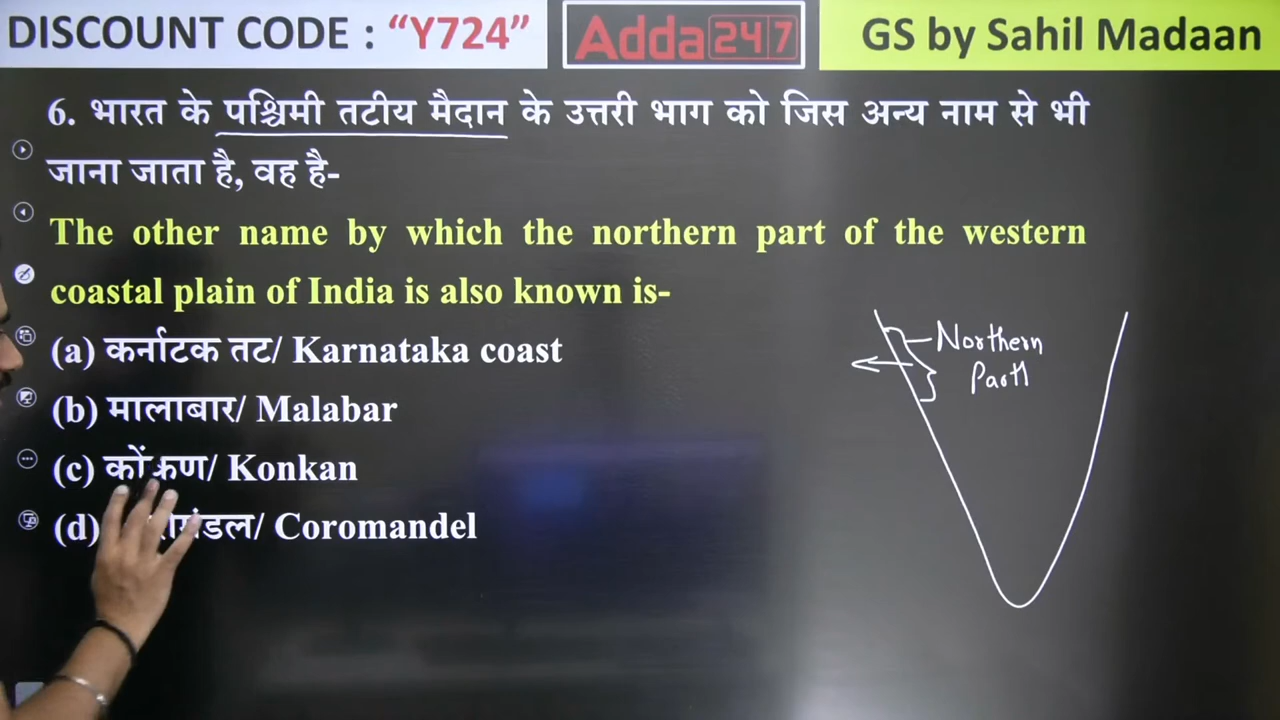 DISCOUNT CODE : “Y724”
Adda247
GS by Sahil Madaan
6. भारत के पश्चिमी तटीय मैदान के उत्तरी भाग को जिस अन्य नाम से भी
जाना जाता है, वह है-
The other name by which the northern part of the western
coastal plain of India is also known is-
(a) कर्नाटक तट/ Karnataka coast
(b) मालाबार/ Malabar
(c) कोंकण/ Konkan
(d) / Coromandel
Northern
Part